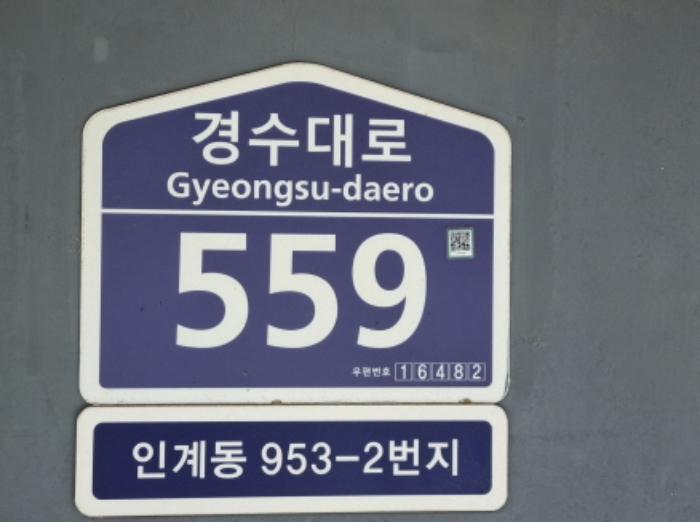 경수대로
Gyeongsu-daero
559
우편번호 16482
인계동 953-2번지